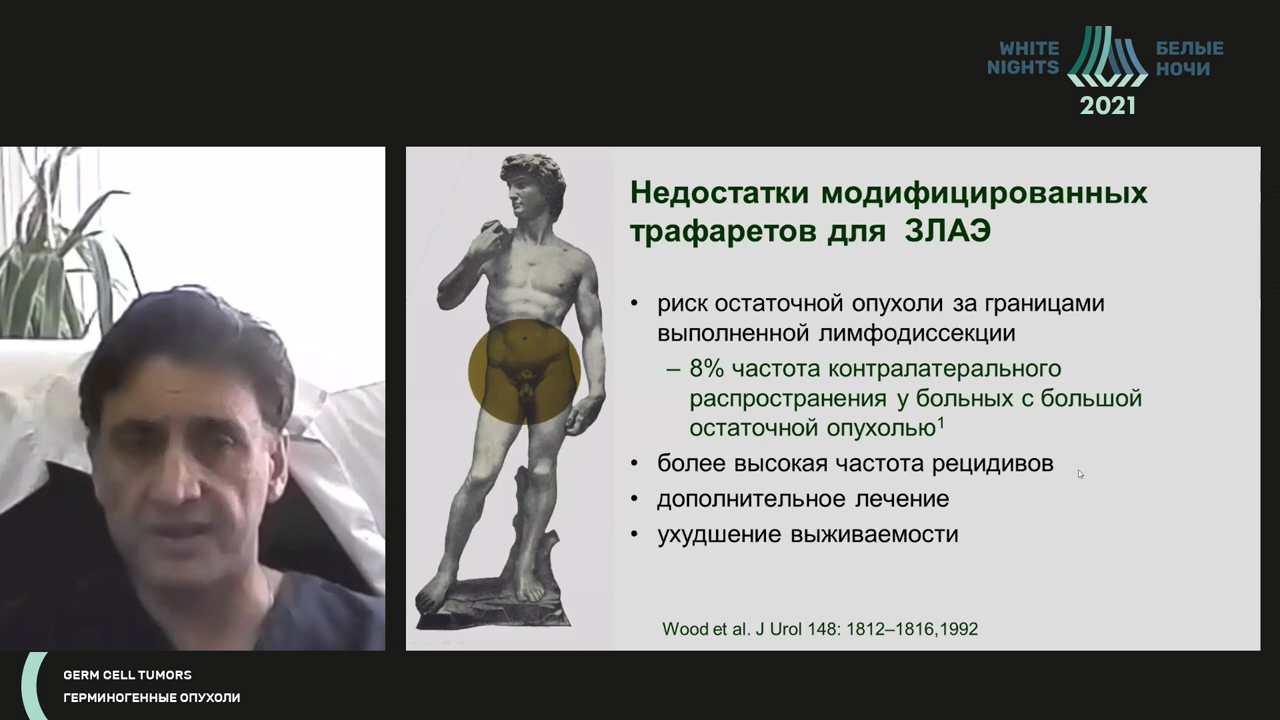 WHITE
NIGHTS
БЕЛЫЕ
НОЧИ
2021
Недостатки модифицированных
трафаретов для ЗЛАЭ
• риск остаточной опухоли за границами
выполненной лимфодиссекции
– 8% частота контралатерального
распространения у больных с большой
остаточной опухолью¹
• более высокая частота рецидивов
• дополнительное лечение
• ухудшение выживаемости
Wood et al. J Urol 148: 1812–1816,1992
GERM CELL TUMORS
ГЕРМИНОГЕННЫЕ ОПУХОЛИ